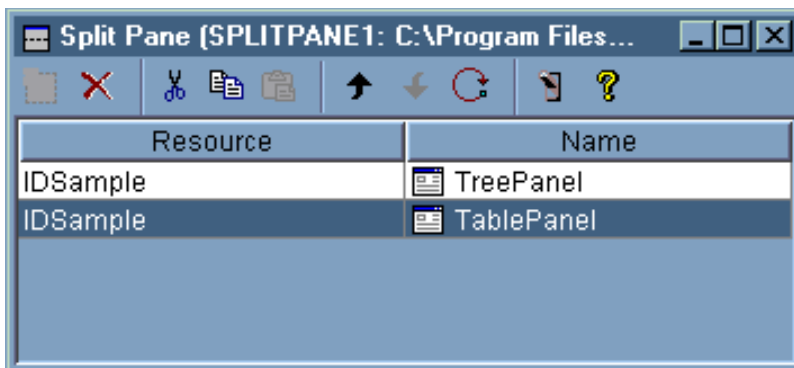 Split Pane (SPLITPANE1: C:\Program Files...
Resource Name
IDSample TreePanel
IDSample TablePanel